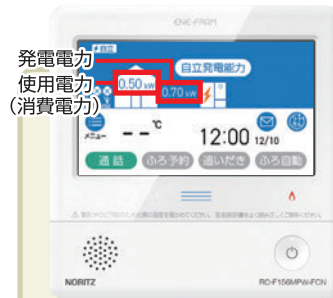 ENE・FARM
自立
発電電力
自立発電能力
使用電力
(消費電力)
0.50 kW
0.70 kW
メニュー
--℃
12:00 12/10
通話 ふろ予約 追いだき ふろ自動
NORITZ
RC-F156MPW-FCN